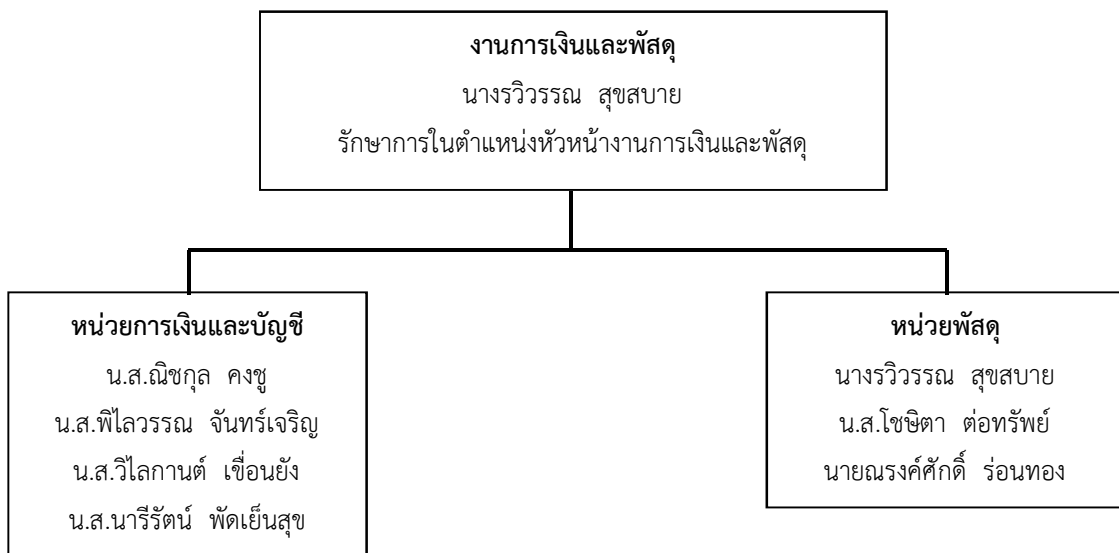 งานการเงินและพัสดุ
นางรวิวรรณ สุขสบาย
รักษาการในตำแหน่งหัวหน้างานการเงินและพัสดุ
หน่วยการเงินและบัญชี
น.ส.ณิชกุล คงชู
น.ส.พิไลวรรณ จันทร์เจริญ
น.ส.วิไลกานต์ เขื่อนยัง
น.ส.นารีรัตน์ พัดเย็นสุข
หน่วยพัสดุ
นางรวิวรรณ สุขสบาย
น.ส.โชษิตา ต่อทรัพย์
นายณรงค์ศักดิ์ ร่อนทอง